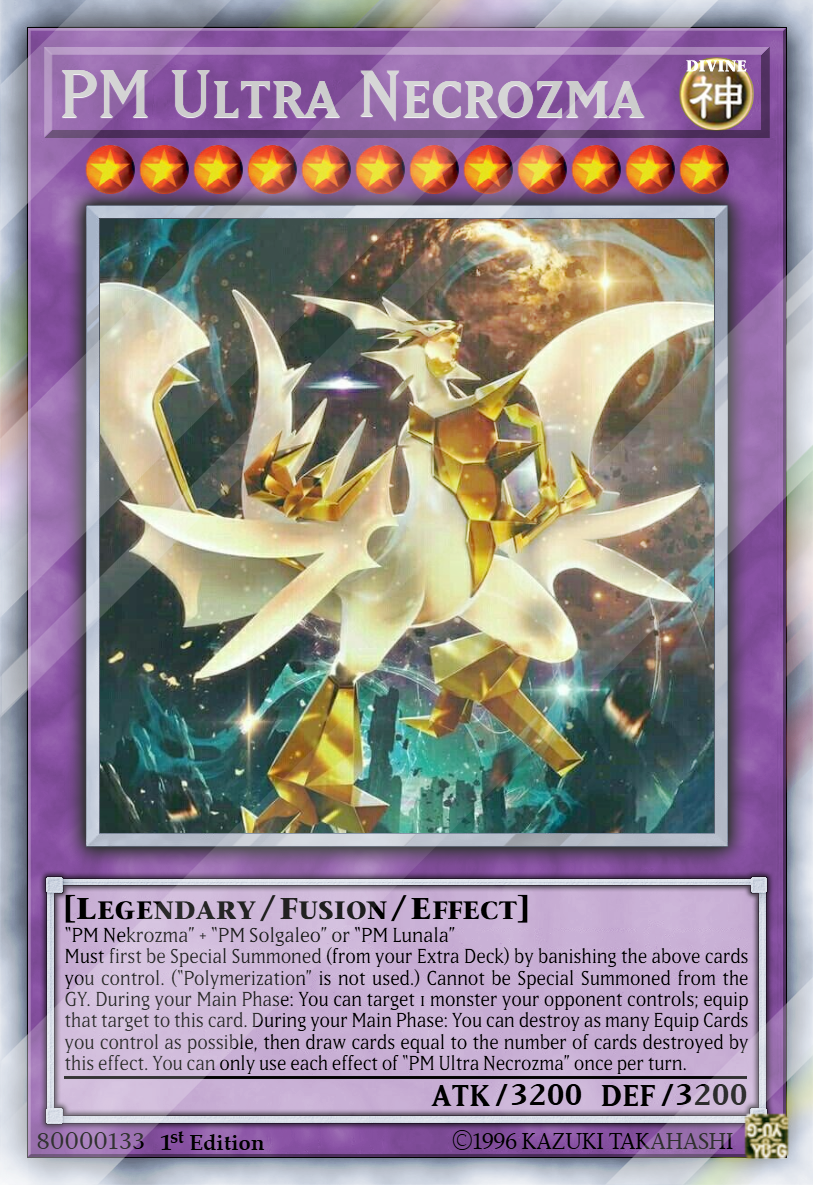 PM Ultra Necrozma
DIVINE
神
[Legendary/Fusion/Effect]
"PM Nekrozma" + "PM Solgaleo" or "PM Lunala"
Must first be Special Summoned (from your Extra Deck) by banishing the above cards
you control. ("Polymerization" is not used.) Cannot be Special Summoned from the
GY. During your Main Phase: You can target 1 monster your opponent controls; equip
that target to this card. During your Main Phase: You can destroy as many Equip Cards
you control as possible, then draw cards equal to the number of cards destroyed by
this effect. You can only use each effect of "PM Ultra Necrozma" once per turn.
ATK/3200 DEF/3200
80000133 1st Edition ©1996 KAZUKI TAKAHASHI